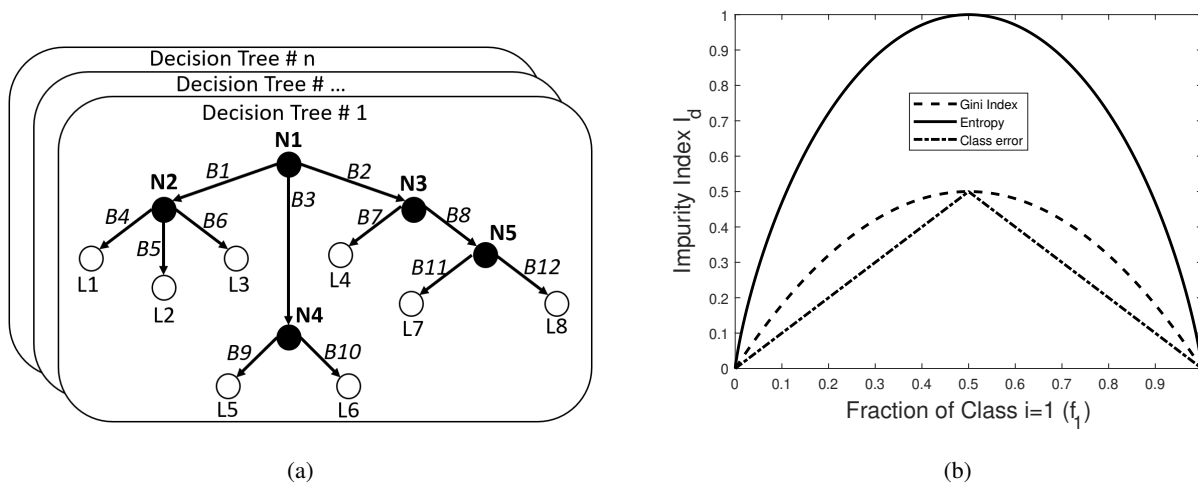 Decision Tree # n
Decision Tree # ...
Decision Tree # 1
N1
B1
B2
N2
B3
N3
B4
B5
B6
B7
B8
N5
L1
L2
L3
L4
B11
B12
L7
L8
N4
B9
B10
L5
L6
(a)
Impurity Index I_d
1
0.9
0.8
0.7
0.6
0.5
0.4
0.3
0.2
0.1
0
Gini Index
Entropy
Class error
0 0.1 0.2 0.3 0.4 0.5 0.6 0.7 0.8 0.9
Fraction of Class i=1 (f_1)
(b)